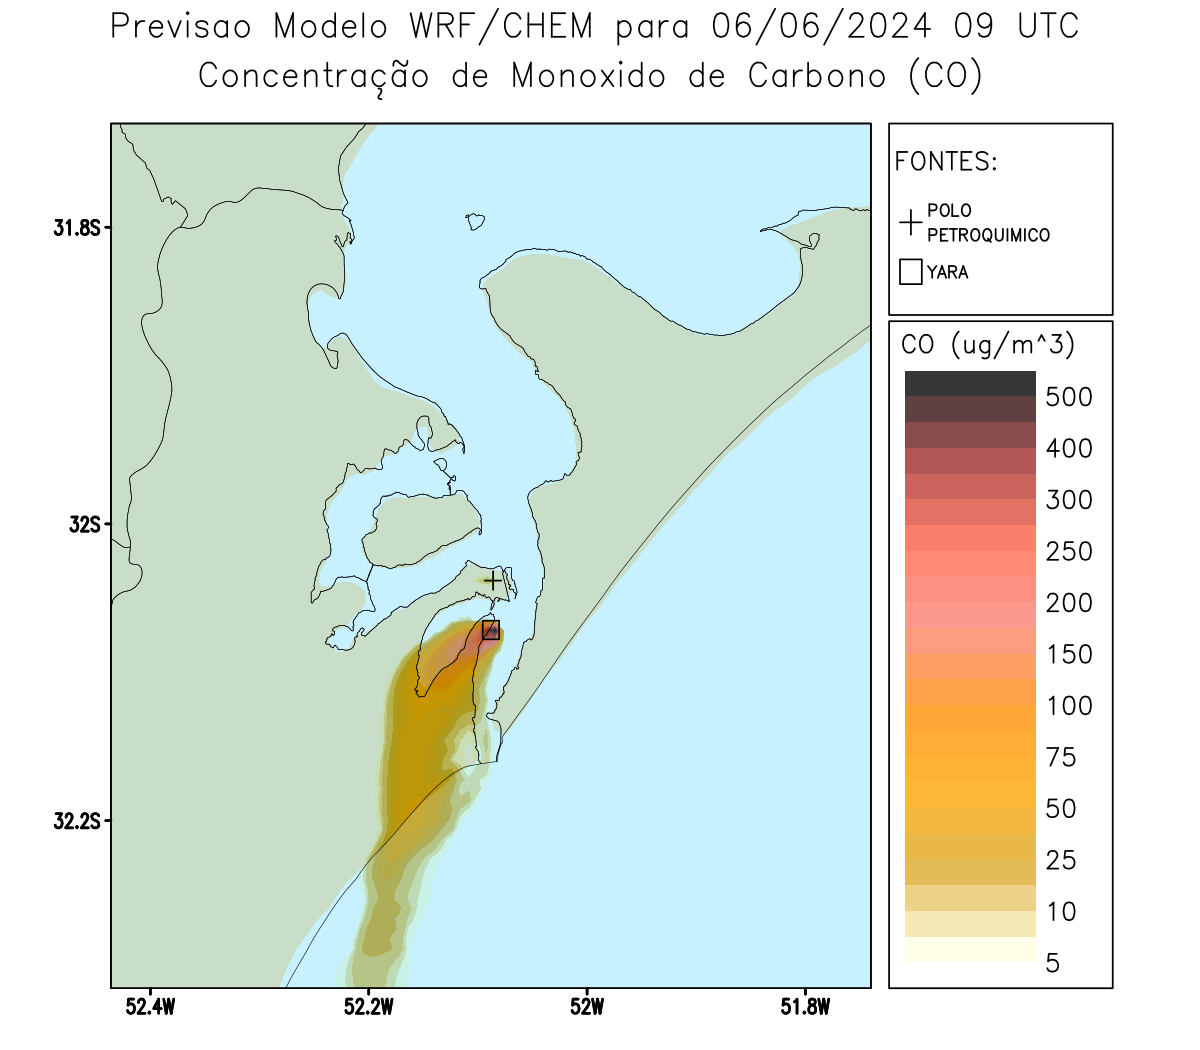 Previsao Modelo WRF/CHEM para 06/06/2024 09 UTC
Concentração de Monoxido de Carbono (CO)
FONTES:
POLO
PETROQUIMICO
YARA
CO (ug/m^3)
500
400
300
250
200
150
100
75
50
25
10
5
31.8S
32S
32.2S
52.4W
52.2W
52W
51.8W